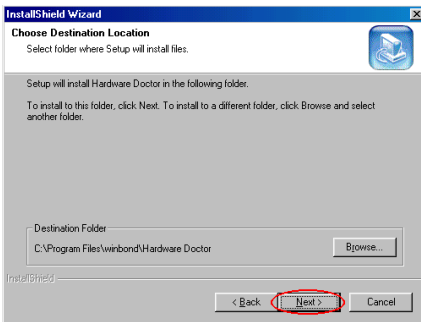 InstallShield Wizard
Choose Destination Location
Select folder where Setup will install files.
Setup will install Hardware Doctor in the following folder.
To install to this folder, click Next. To install to a different folder, click Browse and select
another folder.
Destination Folder
C:\Program Files\winbond\Hardware Doctor
Browse...
InstallShield
< Back
Next >
Cancel